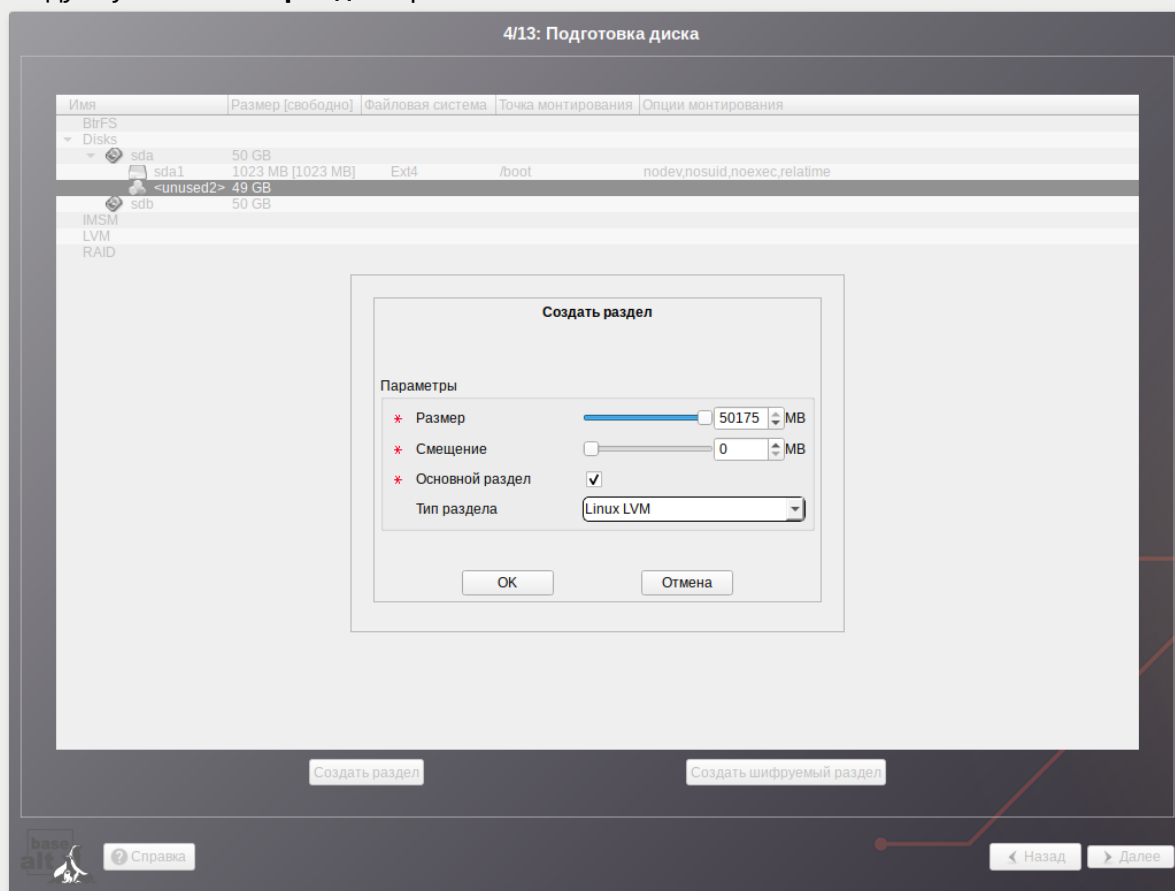 4/13: Подготовка диска
Имя Размер [свободно] Файловая система Точка монтирования Опции монтирования
BtrFS
Disks
sda 50 GB
sda1 1023 MB [1023 MB] Ext4 /boot nodev,nosuid,noexec,relatime
<unused2> 49 GB
sdb 50 GB
IMSM
LVM
RAID
Создать раздел
Параметры
* Размер 50175 MB
* Смещение 0 MB
* Основной раздел
Тип раздела Linux LVM
OK Отмена
Создать раздел Создать шифруемый раздел
base alt
Справка Назад Далее